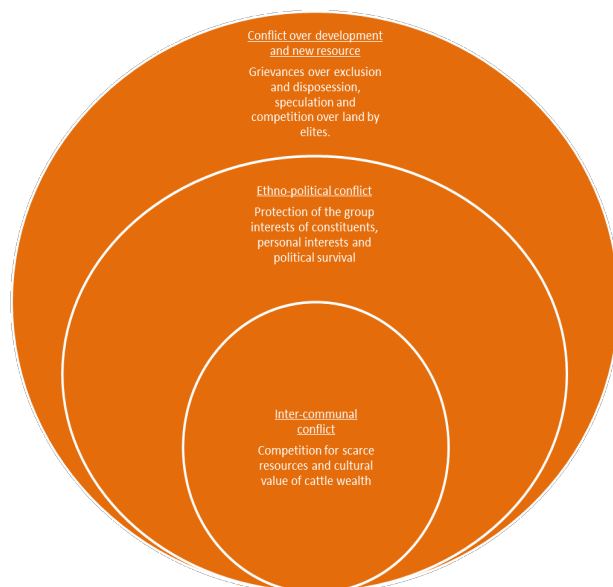 Conflict over development
and new resource
Grievances over exclusion
and disposession,
speculation and
competition over land by
elites.
Ethno-political conflict
Protection of the group
interests of constituents,
personal interests and
political survival
Inter-communal
conflict
Competition for scarce
resources and cultural
value of cattle wealth